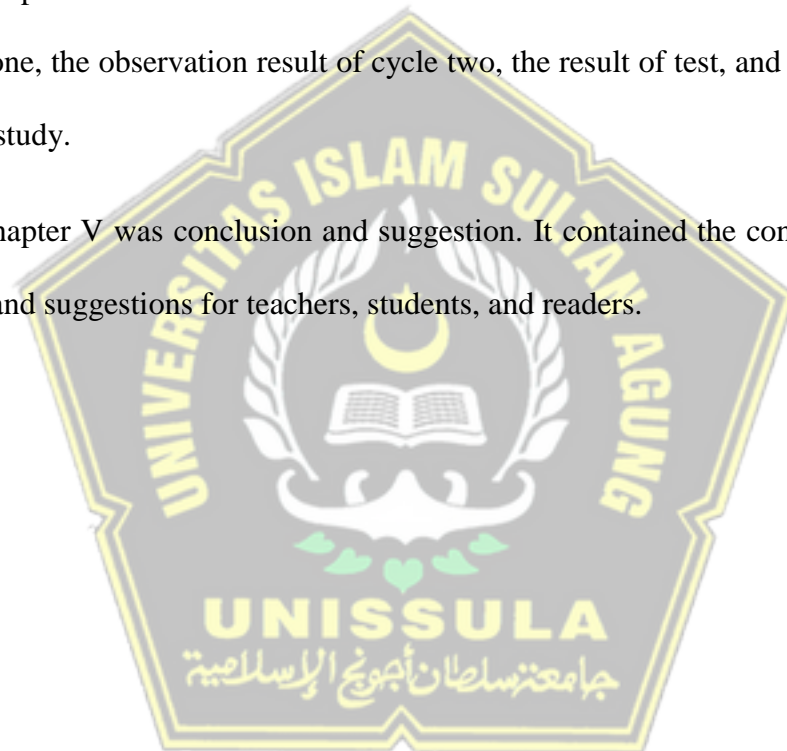 one, the observation result of cycle two, the result of test, and
study.
hapter V was conclusion and suggestion. It contained the con
and suggestions for teachers, students, and readers.
UNIVERSITAS ISLAM SULTAN AGUNG
UNISSULA
جامعة سلطان أجونج الإسلامية